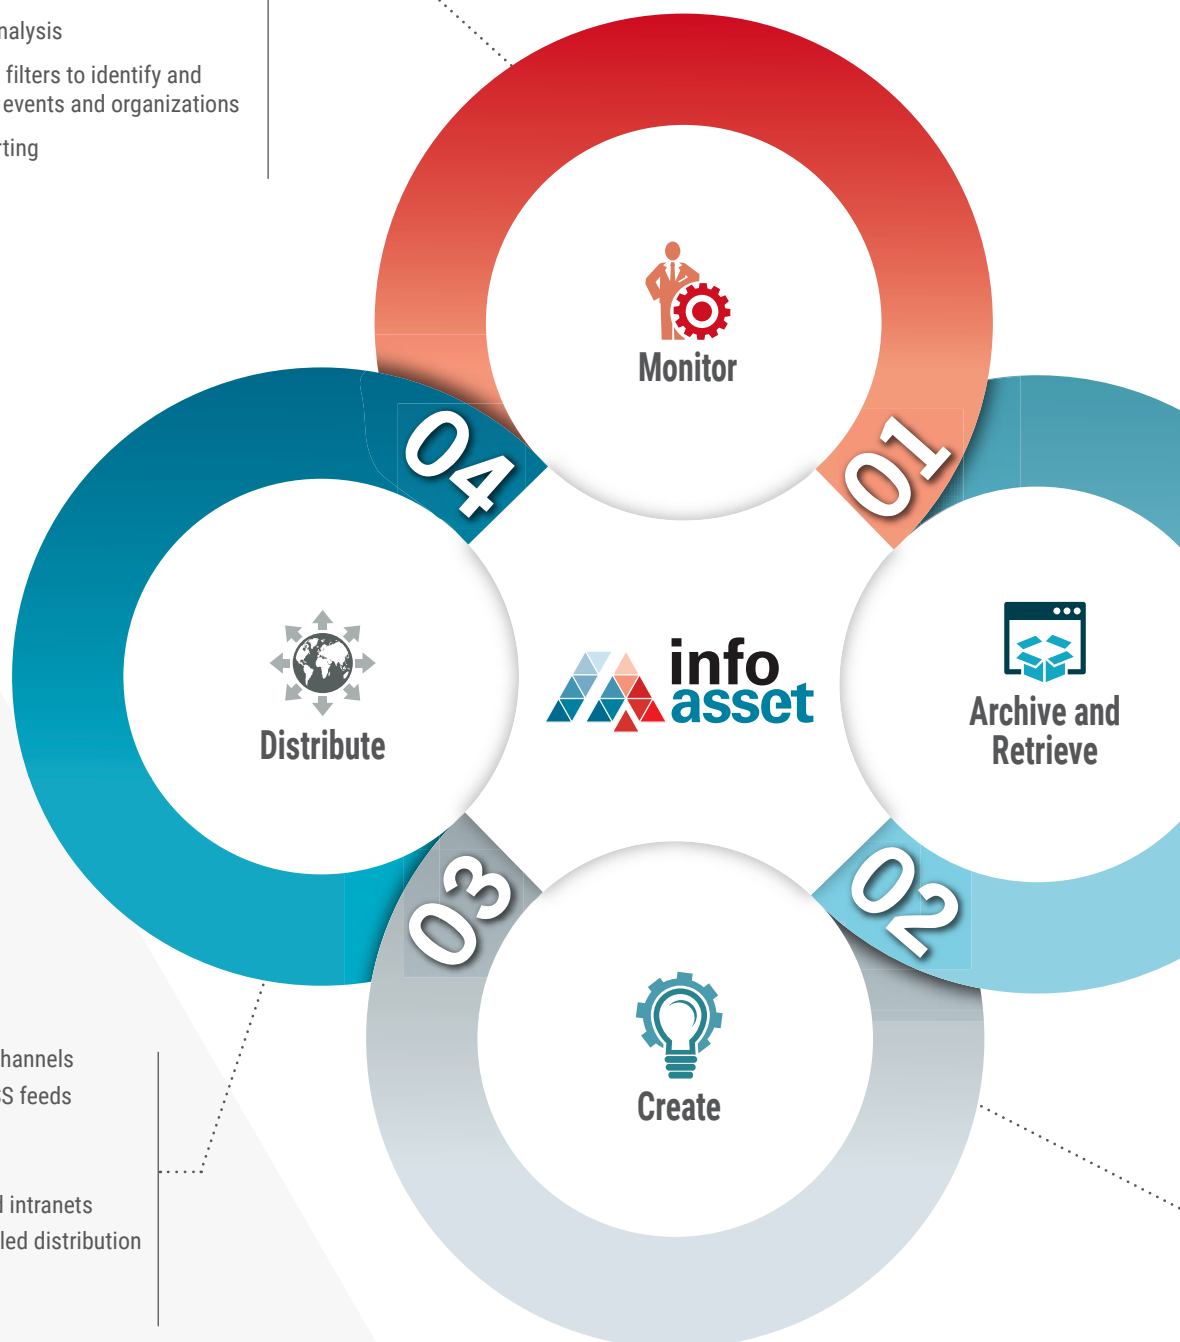 nalysis
filters to identify and
events and organizations
rting
Monitor
01
04
info
asset
Archive and
Retrieve
Distribute
02
03
Create
hannels
SS feeds
d intranets
led distribution